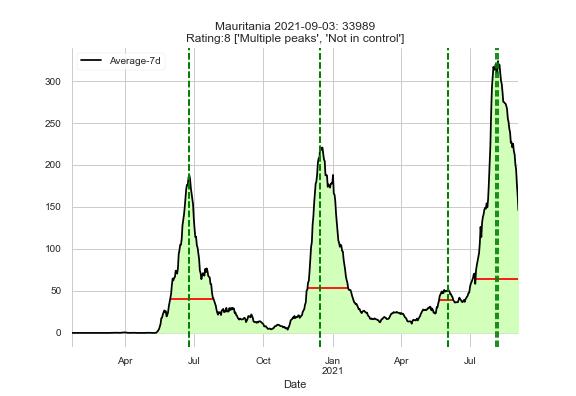 Mauritania 2021-09-03: 33989
Rating:8 ['Multiple peaks', 'Not in control']
Average-7d
300
250
200
150
100
50
0
Apr
Jul
Oct
Jan
2021
Apr
Jul
Date